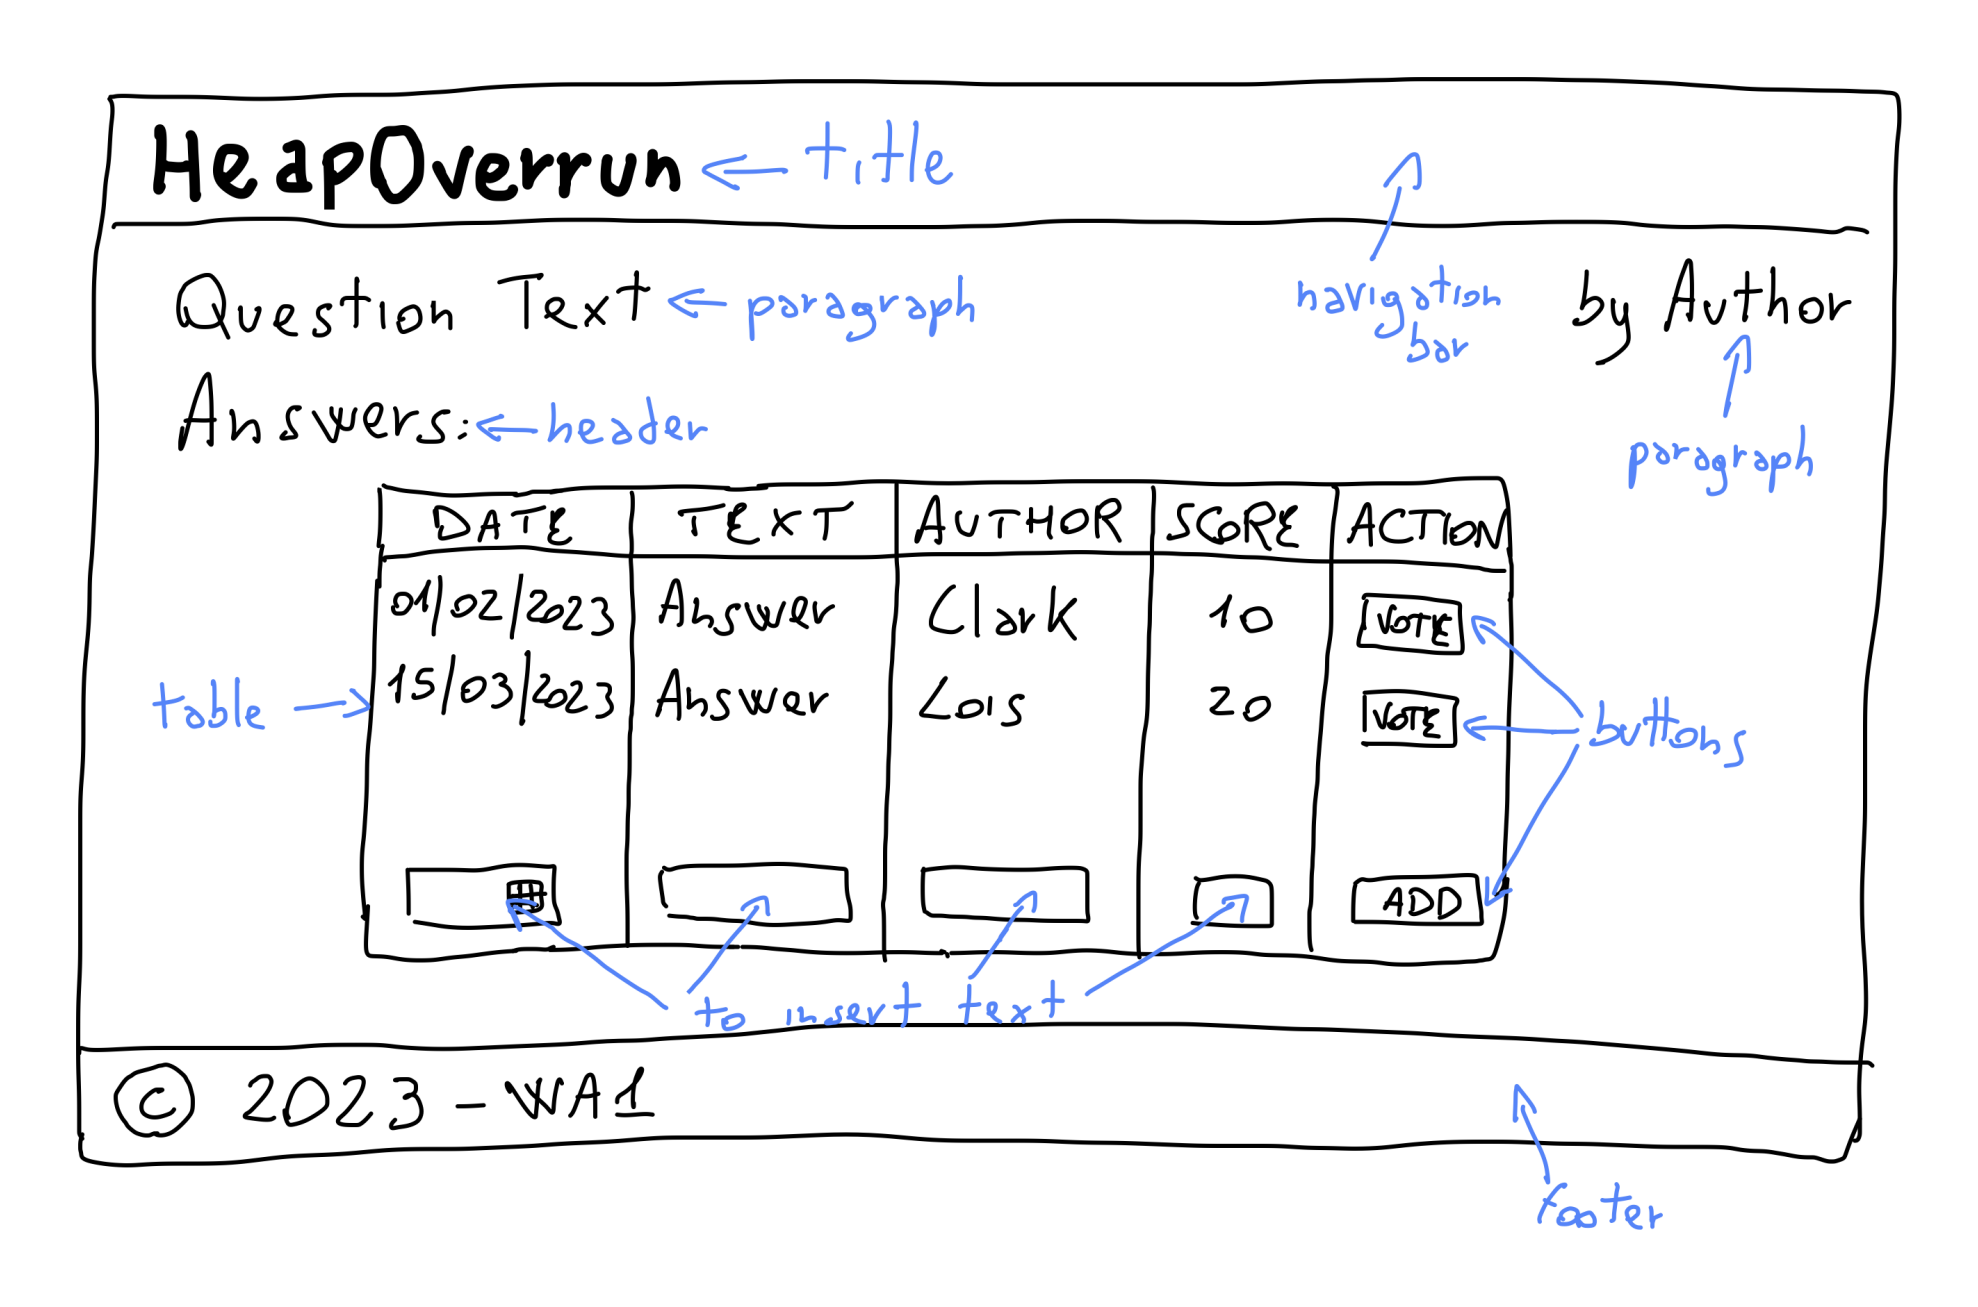 HeapOverrun title
Question Text paragraph navigation bar by Author
Answers: header paragraph
DATE TEXT AUTHOR SCORE ACTION
01/02/2023 Answer Clark 10 VOTE
15/03/2023 Answer Lois 20 VOTE
table buttons
ADD
to insert text
© 2023 - WA1
footer